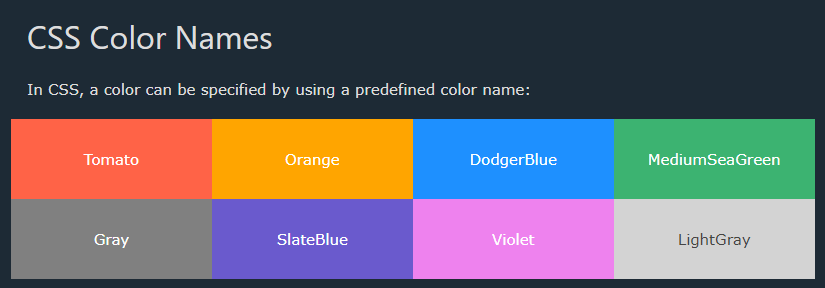 CSS Color Names
In CSS, a color can be specified by using a predefined color name:
Tomato Orange DodgerBlue MediumSeaGreen
Gray SlateBlue Violet LightGray